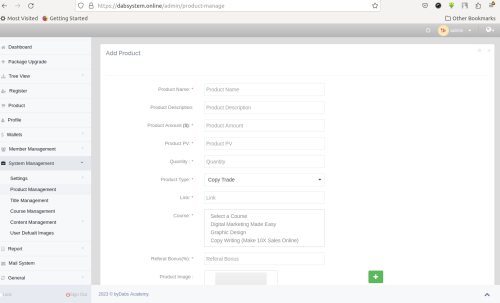 https://dabsystem.online/admin/product-manage
Most Visited Getting Started Other Bookmarks
admin
Dashboard
Package Upgrade
Tree View
Register
Product
Profile
Wallets
Member Management
System Management
Settings
Product Management
Title Management
Course Management
Content Management
User Default Images
Report
Mail System
General
Sign Out
Add Product
Product Name: * Product Name
Product Description: Product Description
Product Amount ($): * Product Amount
Product PV: * Product PV
Quantity : * Quantity
Product Type: * Copy Trade
Link: * Link
Course: * Select a Course
Digital Marketing Made Easy
Graphic Design
Copy Writing (Make 10X Sales Online)
Referral Bonus(%): * Referral Bonus
Product Image :
+